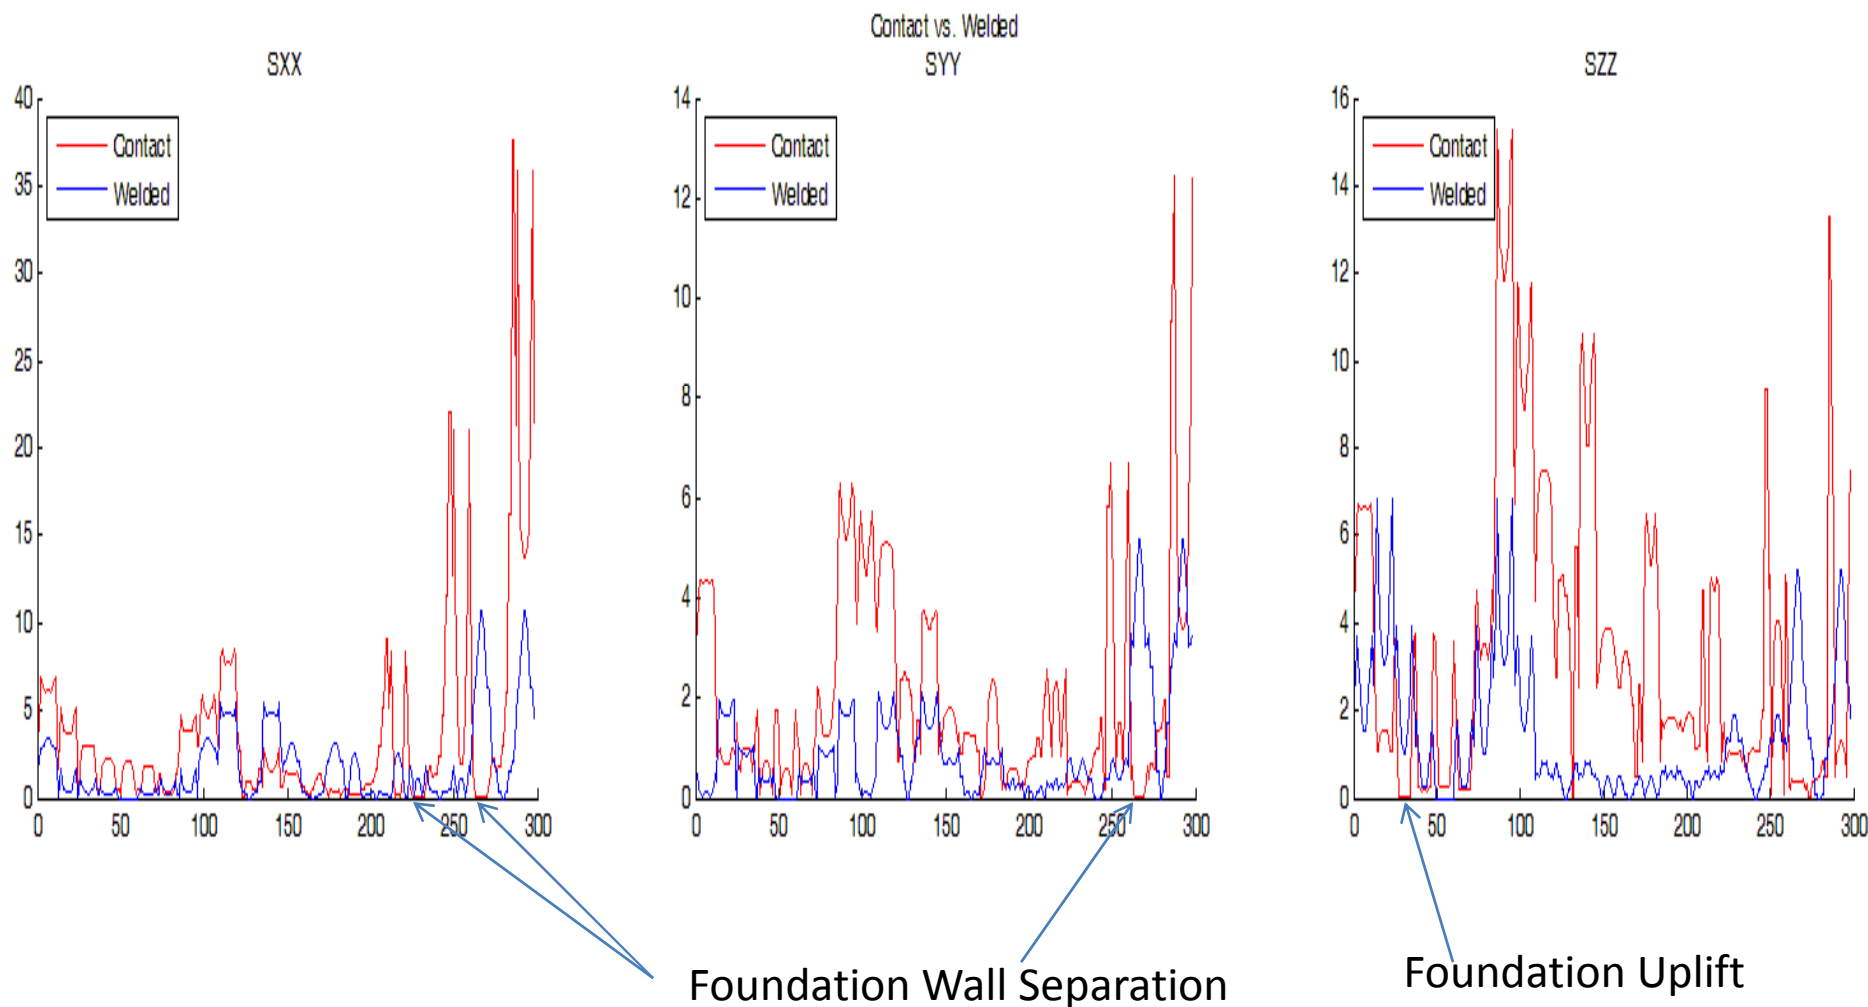 Contact vs. Welded
SXX
SYY
SZZ
40
35
30
25
20
15
10
5
0
Contact
Welded
0 50 100 150 200 250 300
14
12
10
8
6
4
2
0
Contact
Welded
0 50 100 150 200 250 300
16
14
12
10
8
6
4
2
0
Contact
Welded
0 50 100 150 200 250 300
Foundation Wall Separation
Foundation Uplift